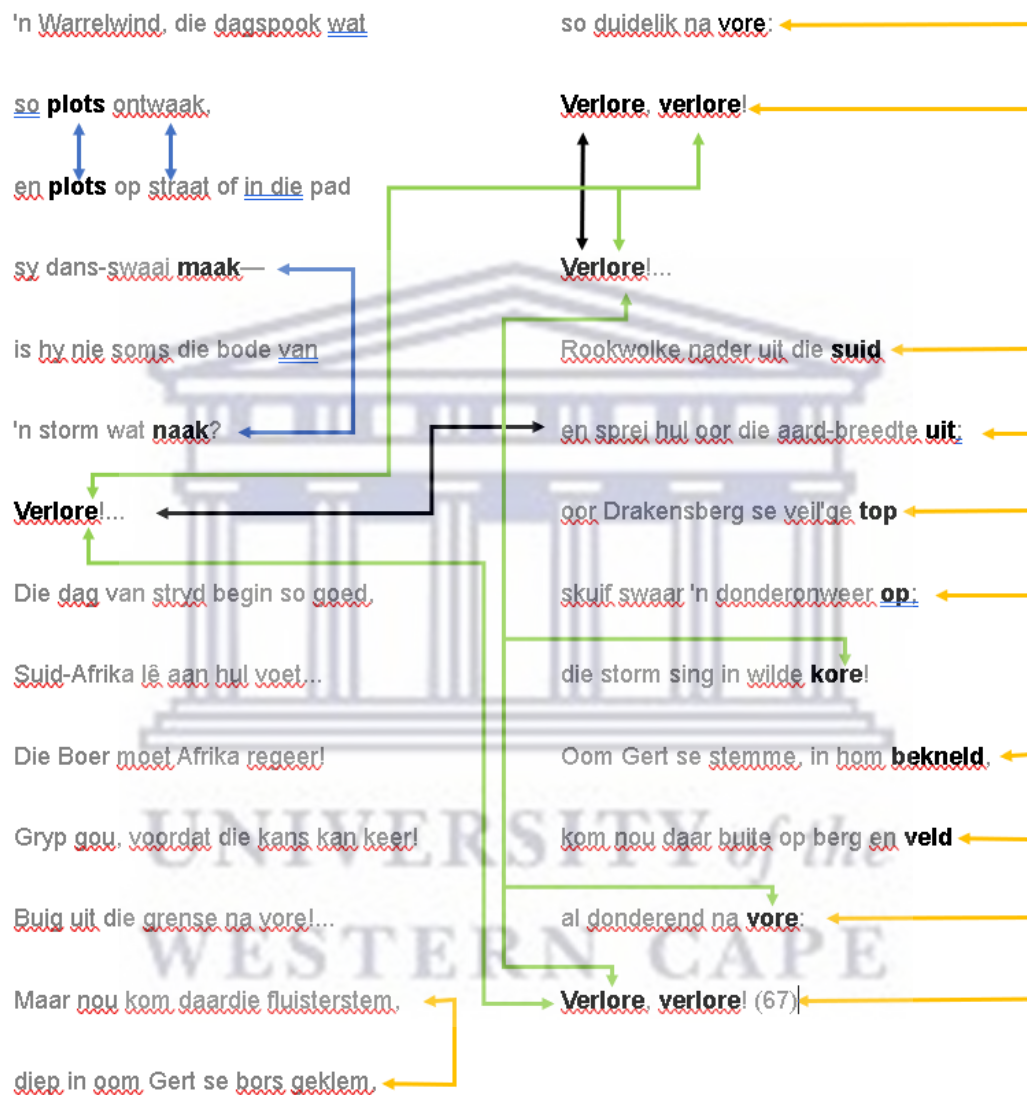 'n Warrelwind, die dagspook wat
so plots ontwaak,
en plots op straat of in die pad
sy dans-swaai maak—
is hy nie soms die bode van
'n storm wat naak?
Verlore!...
Die dag van stryd begin so goed,
Suid-Afrika lê aan hul voet...
Die Boer moet Afrika regeer!
Gryp gou, voordat die kans kan keer!
Buig uit die grense na vore!...
Maar nou kom daardie fluisterstem,
diep in oom Gert se bors geklem,
so duidelik na vore:
Verlore, verlore!
Verlore!...
Rookwolke nader uit die suid
en sprei hul oor die aard-breedte uit;
oor Drakensberg se veil'ge top
skuif swaar 'n donderonweer op;
die storm sing in wilde kore!
Oom Gert se stemme, in hom bekneld,
kom nou daar buite op berg en veld
al donderend na vore:
Verlore, verlore! (67)
UNIVERSITY of the
WESTERN CAPE